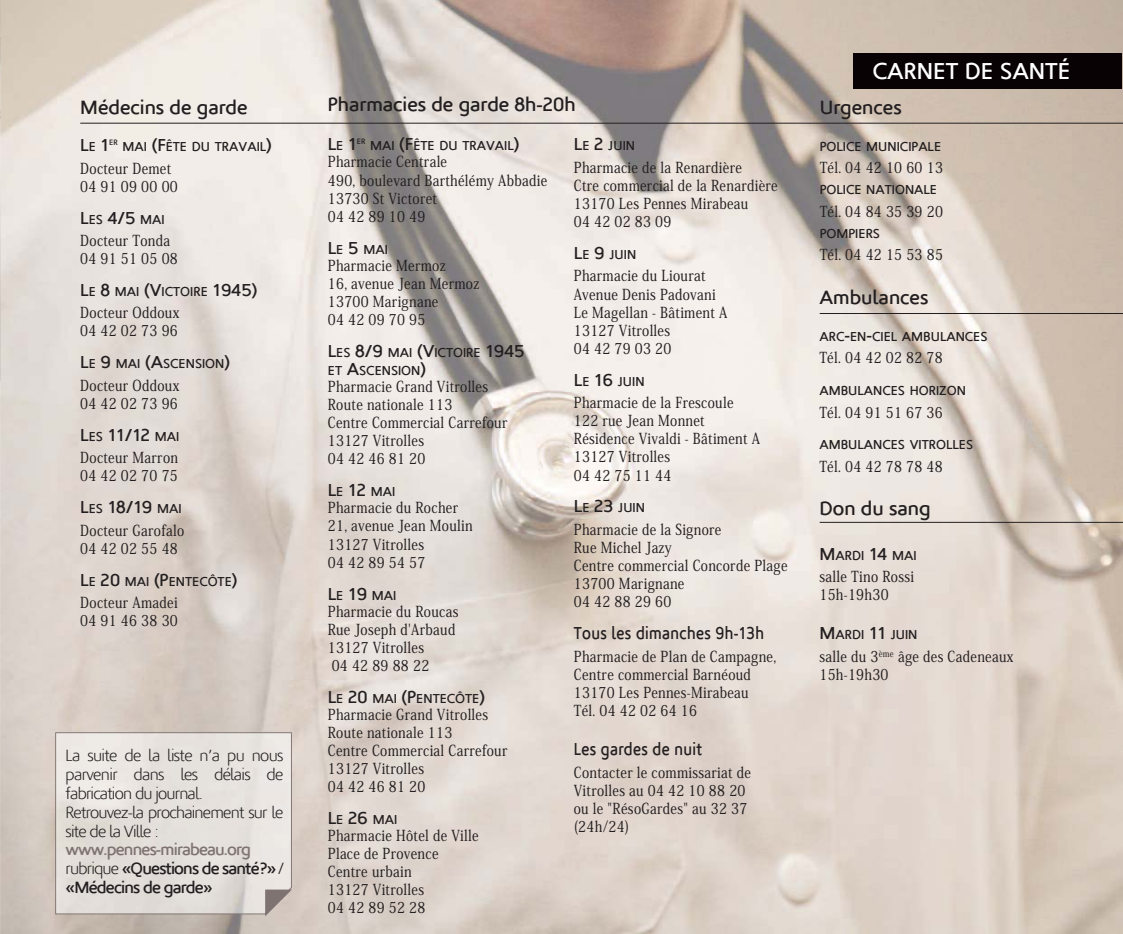 CARNET DE SANTÉ
Médecins de garde
LE 1ER MAI (FÊTE DU TRAVAIL)
Docteur Demet
04 91 09 00 00
LES 4/5 MAI
Docteur Tonda
04 91 51 05 08
LE 8 MAI (VICTOIRE 1945)
Docteur Oddoux
04 42 02 73 96
LE 9 MAI (ASCENSION)
Docteur Oddoux
04 42 02 73 96
LES 11/12 MAI
Docteur Marron
04 42 02 70 75
LES 18/19 MAI
Docteur Garofalo
04 42 02 55 48
LE 20 MAI (PENTECÔTE)
Docteur Amadei
04 91 46 38 30
La suite de la liste n'a pu nous
parvenir dans les délais de
fabrication du journal.
Retrouvez-la prochainement sur le
site de la Ville :
www.pennes-mirabeau.org
rubrique «Questions de santé?» /
«Médecins de garde»
Pharmacies de garde 8h-20h
LE 1ER MAI (FÊTE DU TRAVAIL)
Pharmacie Centrale
490, boulevard Barthélémy Abbadie
13730 St Victoret
04 42 89 10 49
LE 5 MAI
Pharmacie Mermoz
16, avenue Jean Mermoz
13700 Marignane
04 42 09 70 95
LES 8/9 MAI (VICTOIRE 1945
ET ASCENSION)
Pharmacie Grand Vitrolles
Route nationale 113
Centre Commercial Carrefour
13127 Vitrolles
04 42 46 81 20
LE 12 MAI
Pharmacie du Rocher
21, avenue Jean Moulin
13127 Vitrolles
04 42 89 54 57
LE 19 MAI
Pharmacie du Roucas
Rue Joseph d'Arbaud
13127 Vitrolles
04 42 89 88 22
LE 20 MAI (PENTECÔTE)
Pharmacie Grand Vitrolles
Route nationale 113
Centre Commercial Carrefour
13127 Vitrolles
04 42 46 81 20
LE 26 MAI
Pharmacie Hôtel de Ville
Place de Provence
Centre urbain
13127 Vitrolles
04 42 89 52 28
LE 2 JUIN
Pharmacie de la Renardière
Ctre commercial de la Renardière
13170 Les Pennes Mirabeau
04 42 02 83 09
LE 9 JUIN
Pharmacie du Liourat
Avenue Denis Padovani
Le Magellan - Bâtiment A
13127 Vitrolles
04 42 79 03 20
LE 16 JUIN
Pharmacie de la Frescoule
122 rue Jean Monnet
Résidence Vivaldi - Bâtiment A
13127 Vitrolles
04 42 75 11 44
LE 23 JUIN
Pharmacie de la Signore
Rue Michel Jazy
Centre commercial Concorde Plage
13700 Marignane
04 42 88 29 60
Tous les dimanches 9h-13h
Pharmacie de Plan de Campagne,
Centre commercial Barnéoud
13170 Les Pennes-Mirabeau
Tél. 04 42 02 64 16
Les gardes de nuit
Contacter le commissariat de
Vitrolles au 04 42 10 88 20
ou le "RésoGardes" au 32 37
(24h/24)
Urgences
POLICE MUNICIPALE
Tél. 04 42 10 60 13
POLICE NATIONALE
Tél. 04 84 35 39 20
POMPIERS
Tél. 04 42 15 53 85
Ambulances
ARC-EN-CIEL AMBULANCES
Tél. 04 42 02 82 78
AMBULANCES HORIZON
Tél. 04 91 51 67 36
AMBULANCES VITROLLES
Tél. 04 42 78 78 48
Don du sang
MARDI 14 MAI
salle Tino Rossi
15h-19h30
MARDI 11 JUIN
salle du 3ème âge des Cadeneaux
15h-19h30